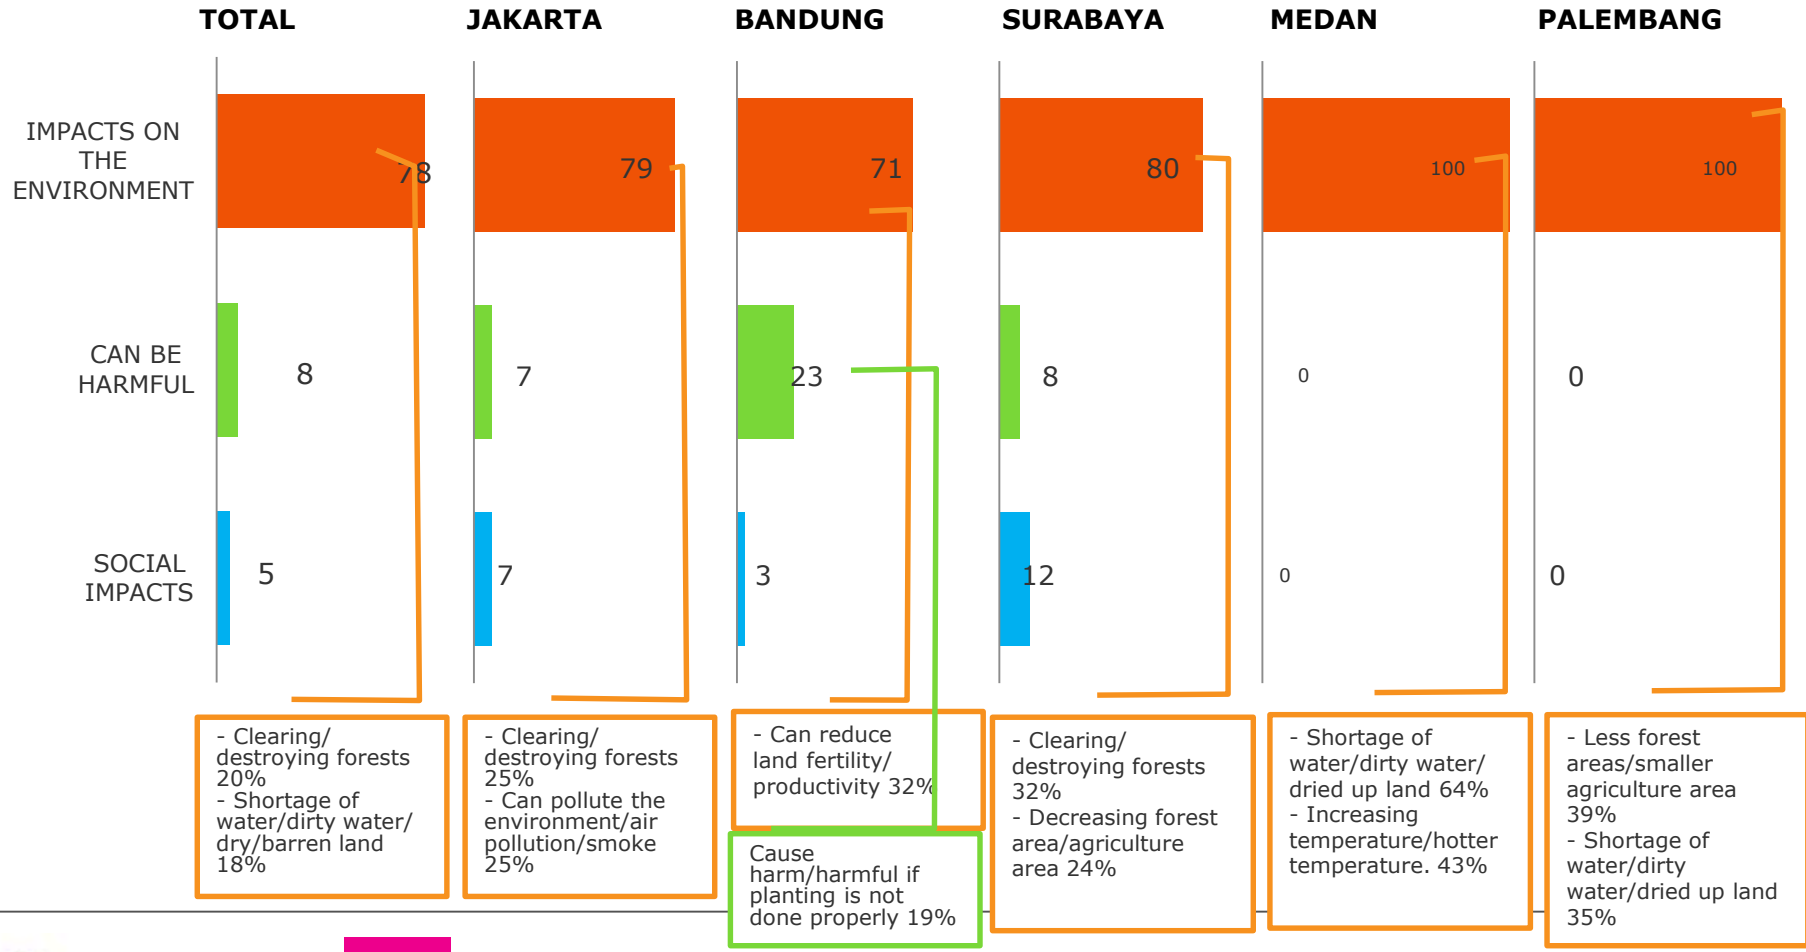 TOTAL JAKARTA BANDUNG SURABAYA MEDAN PALEMBANG
IMPACTS ON
THE
ENVIRONMENT
78 79 71 80 100 100
CAN BE
HARMFUL
8 7 23 8 0 0
SOCIAL
IMPACTS
5 7 3 12 0 0
- Clearing/
destroying forests
20%
- Shortage of
water/dirty water/
dry/barren land
18%
- Clearing/
destroying forests
25%
- Can pollute the
environment/air
pollution/smoke
25%
- Can reduce
land fertility/
productivity 32%
Cause
harm/harmful if
planting is not
done properly 19%
- Clearing/
destroying forests
32%
- Decreasing forest
area/agriculture
area 24%
- Shortage of
water/dirty water/
dried up land 64%
- Increasing
temperature/hotter
temperature. 43%
- Less forest
areas/smaller
agriculture area
39%
- Shortage of
water/dirty
water/dried up land
35%